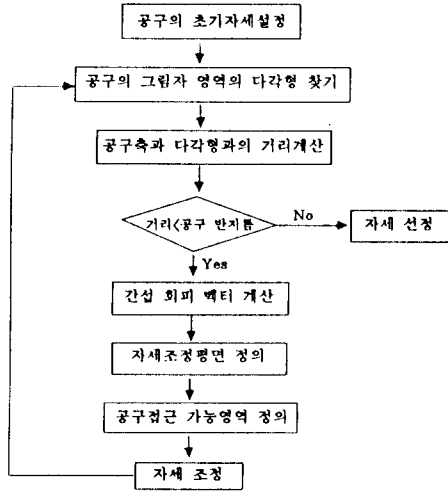 공구의 초기자세설정
공구의 그림자 영역의 다각형 찾기
공구축과 다각형과의 거리계산
거리<공구 반지름
No
자세 선정
Yes
간섭 회피 벡터 계산
자세조정평면 정의
공구접근 가능영역 정의
자세 조정